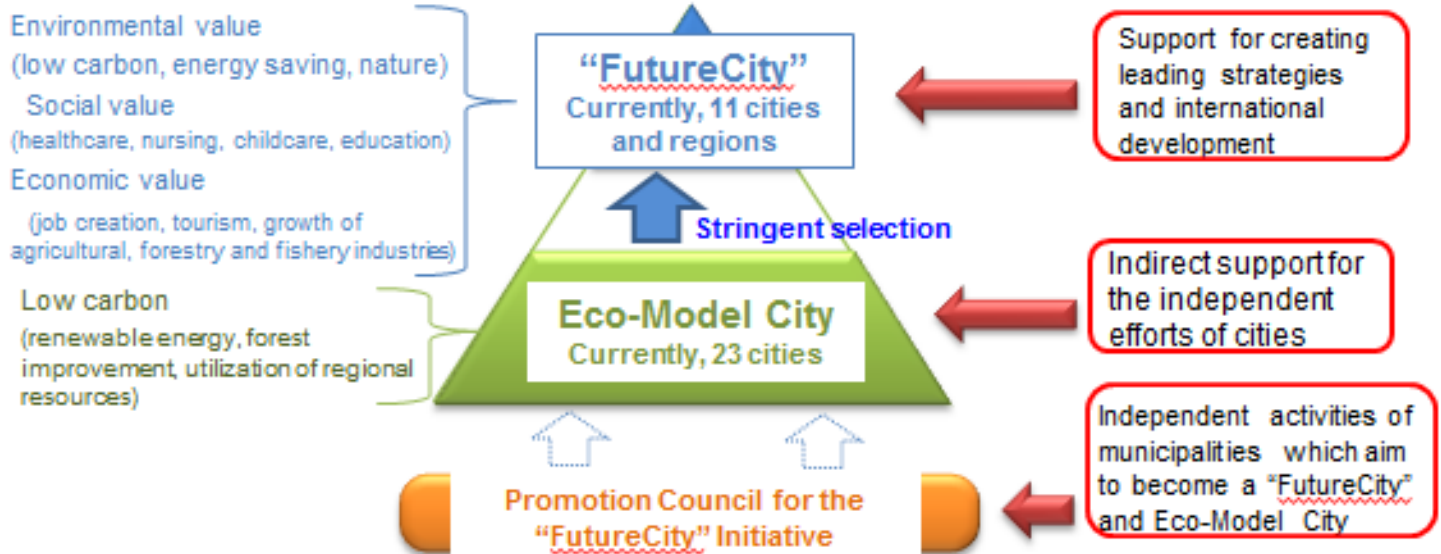 Environmental value
(low carbon, energy saving, nature)
Social value
(healthcare, nursing, childcare, education)
Economic value
(job creation, tourism, growth of
agricultural, forestry and fishery industries)
Low carbon
(renewable energy, forest
improvement, utilization of regional
resources)
“FutureCity”
Currently, 11 cities
and regions
Stringent selection
Eco-Model City
Currently, 23 cities
Promotion Council for the
“FutureCity” Initiative
Support for creating
leading strategies
and international
development
Indirect support for
the independent
efforts of cities
Independent activities of
municipalities which aim
to become a “FutureCity”
and Eco-Model City